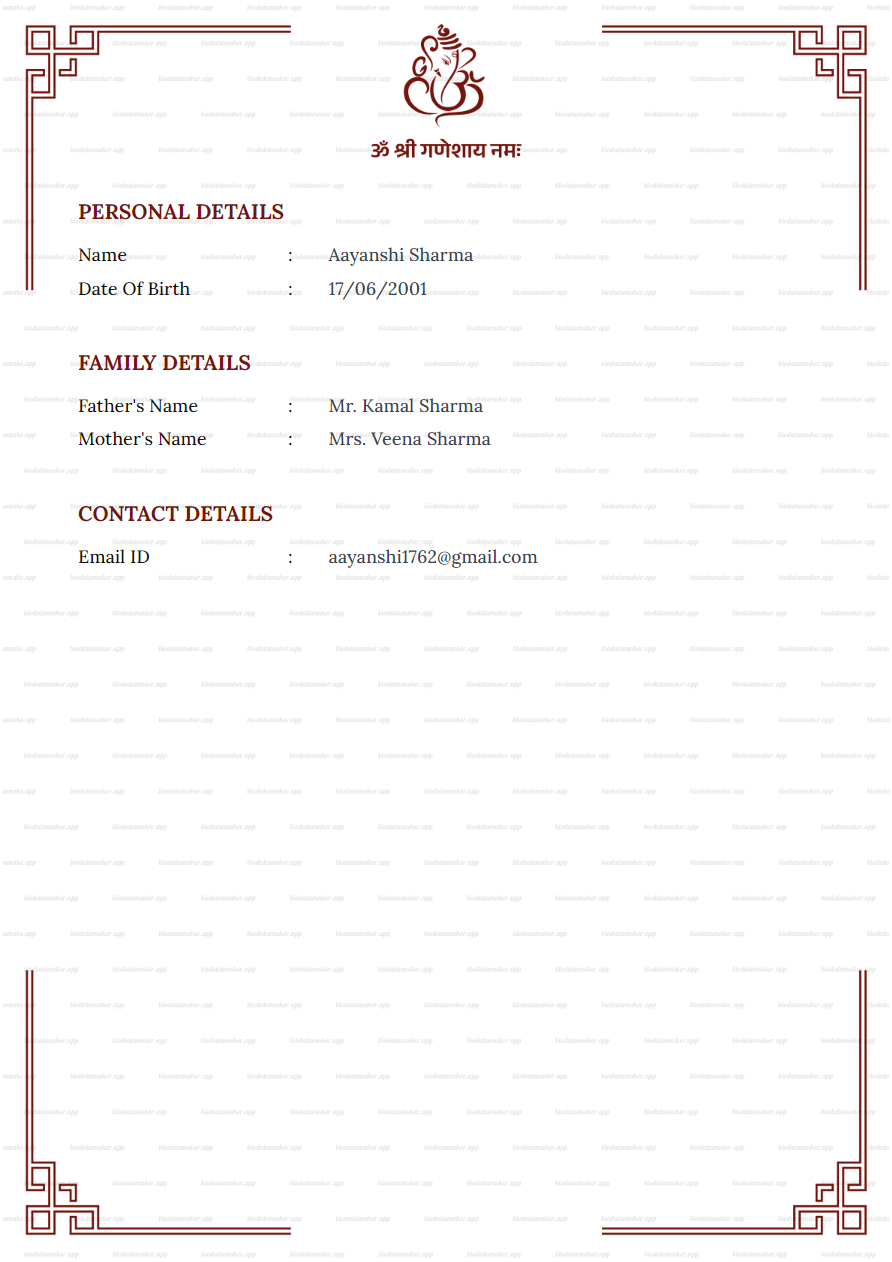 ॐ श्री गणेशाय नमः
PERSONAL DETAILS
Name : Aayanshi Sharma
Date Of Birth : 17/06/2001
FAMILY DETAILS
Father's Name : Mr. Kamal Sharma
Mother's Name : Mrs. Veena Sharma
CONTACT DETAILS
Email ID : aayanshi1762@gmail.com